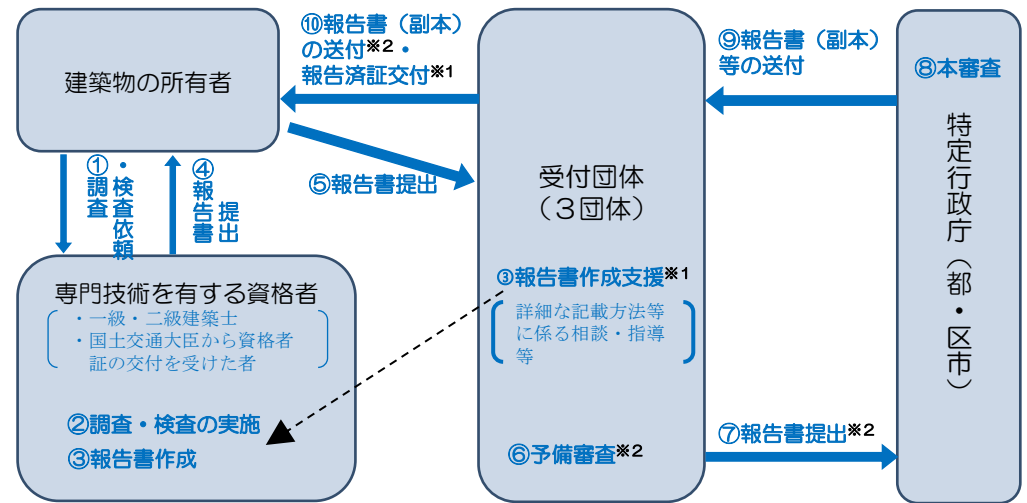 建築物の所有者
⑩報告書（副本）
の送付※2・
報告済証交付※1
⑨報告書（副本）
等の送付
⑧本審査
特定行政庁（都・区市）
受付団体
（３団体）
⑤報告書提出
①調査・検査依頼
④報告書提出
専門技術を有する資格者
・一級・二級建築士
・国土交通大臣から資格者
証の交付を受けた者
②調査・検査の実施
③報告書作成
③報告書作成支援※1
詳細な記載方法等
に係る相談・指導
等
⑥予備審査※2
⑦報告書提出※2